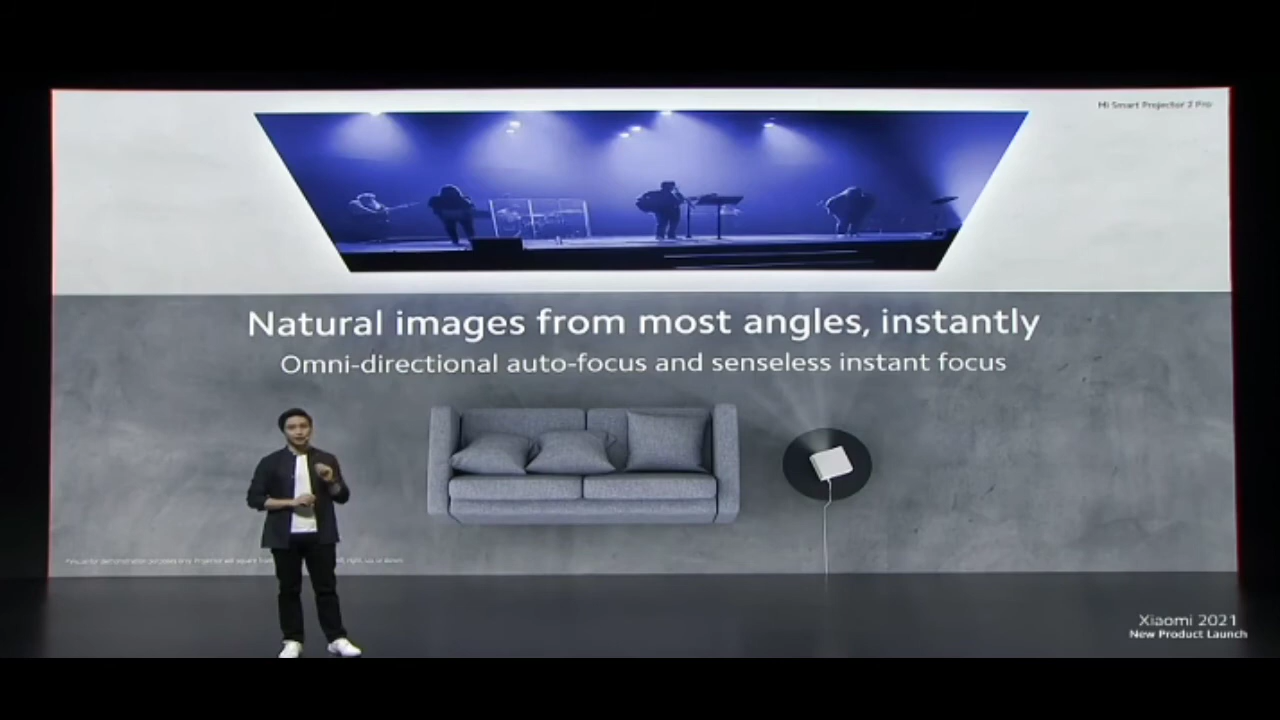 Mi Smart Projector 2 Pro
Natural images from most angles, instantly
Omni-directional auto-focus and senseless instant focus
Xiaomi 2021
New Product Launch